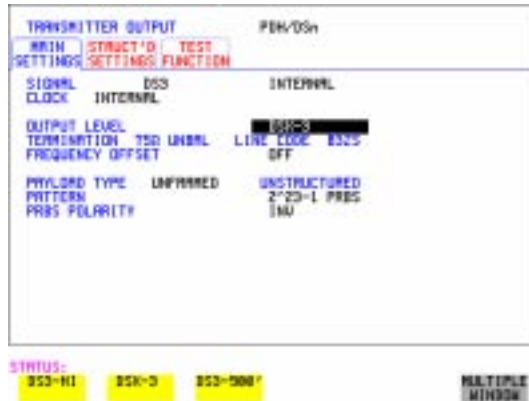 TRANSMITTER OUTPUT PDH/DSn
MAIN SETTINGS STRUCT'D SETTINGS TEST FUNCTION
SIGNAL DS3 INTERNAL
CLOCK INTERNAL
OUTPUT LEVEL DSX-3
TERMINATION 75Ω UNBAL LINE CODE B3ZS
FREQUENCY OFFSET OFF
PAYLOAD TYPE UNFRAMED UNSTRUCTURED
PATTERN 2^23-1 PRBS
PRBS POLARITY INV
STATUS:
DS3-HI DSX-3 DS3-900' MULTIPLE WINDOW